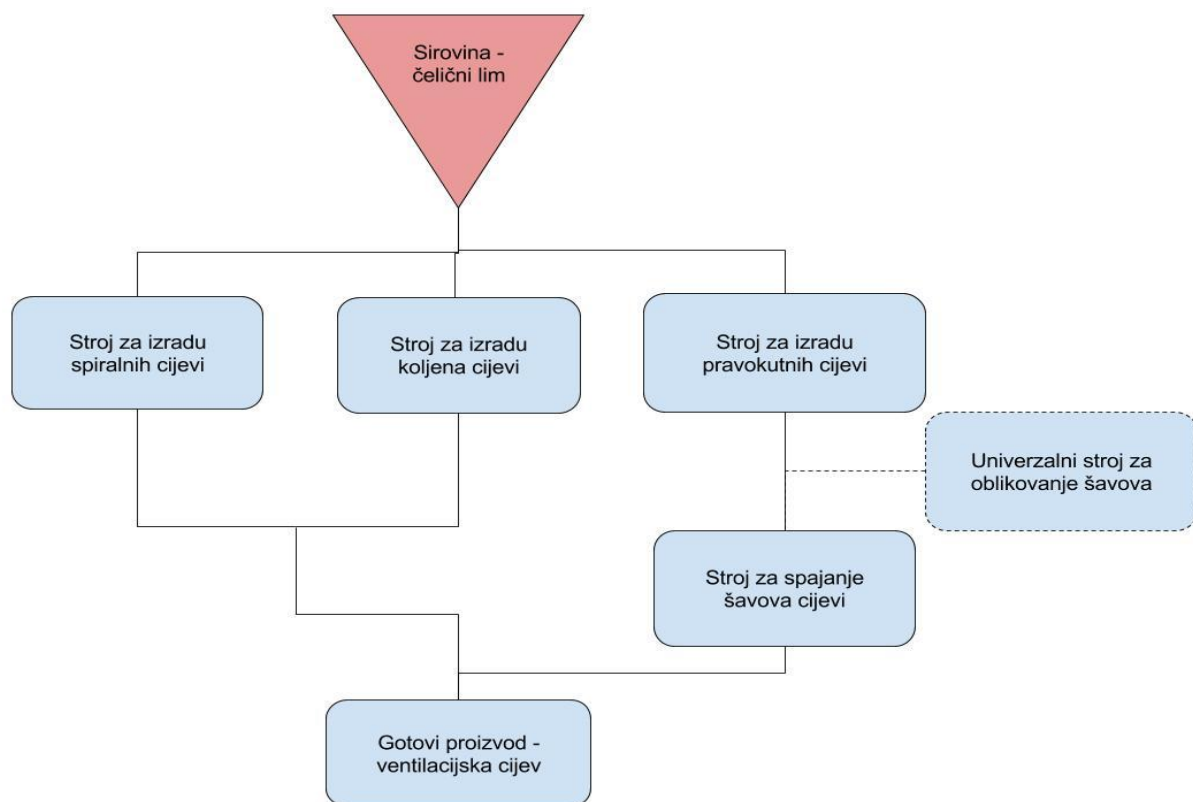 Sirovina -
čelični lim
Stroj za izradu
spiralnih cijevi
Stroj za izradu
koljena cijevi
Stroj za izradu
pravokutnih cijevi
Univerzalni stroj za
oblikovanje šavova
Stroj za spajanje
šavova cijevi
Gotovi proizvod -
ventilacijska cijev